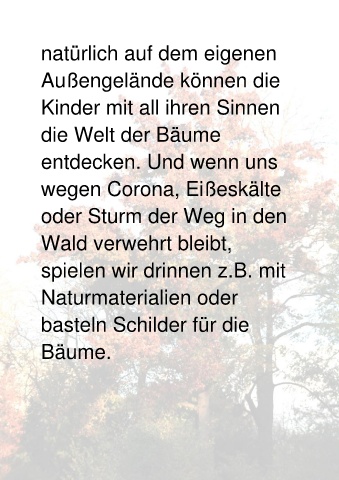 natürlich auf dem eigenen
Außengelände können die
Kinder mit all ihren Sinnen
die Welt der Bäume
entdecken. Und wenn uns
wegen Corona, Eißeskälte
oder Sturm der Weg in den
Wald verwehrt bleibt,
spielen wir drinnen z.B. mit
Naturmaterialien oder
basteln Schilder für die
Bäume.